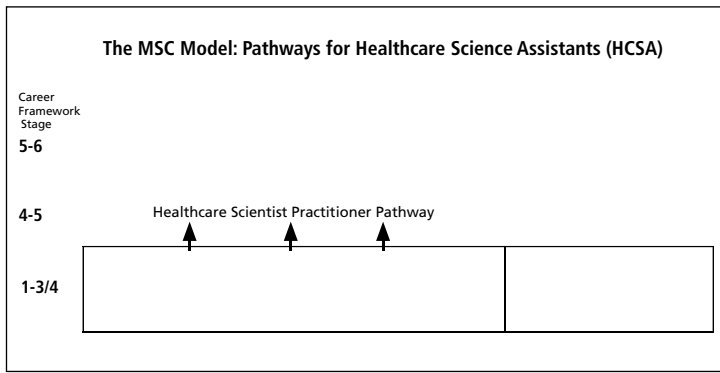 The MSC Model: Pathways for Healthcare Science Assistants (HCSA)
Career
Framework
Stage
5-6
4-5
Healthcare Scientist Practitioner Pathway
1-3/4